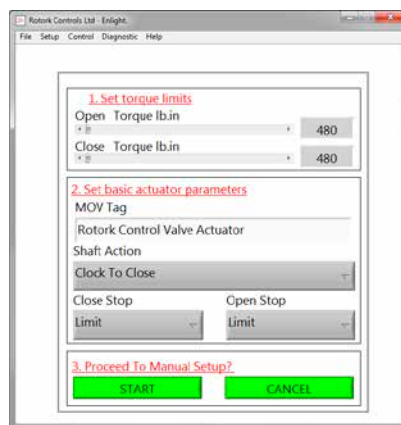 Rotork Controls Ltd - Enlight.
File Setup Control Diagnostic Help
1. Set torque limits
Open Torque lb.in
480
Close Torque lb.in
480
2. Set basic actuator parameters
MOV Tag
Rotork Control Valve Actuator
Shaft Action
Clock To Close
Close Stop Open Stop
Limit Limit
3. Proceed To Manual Setup?
START CANCEL